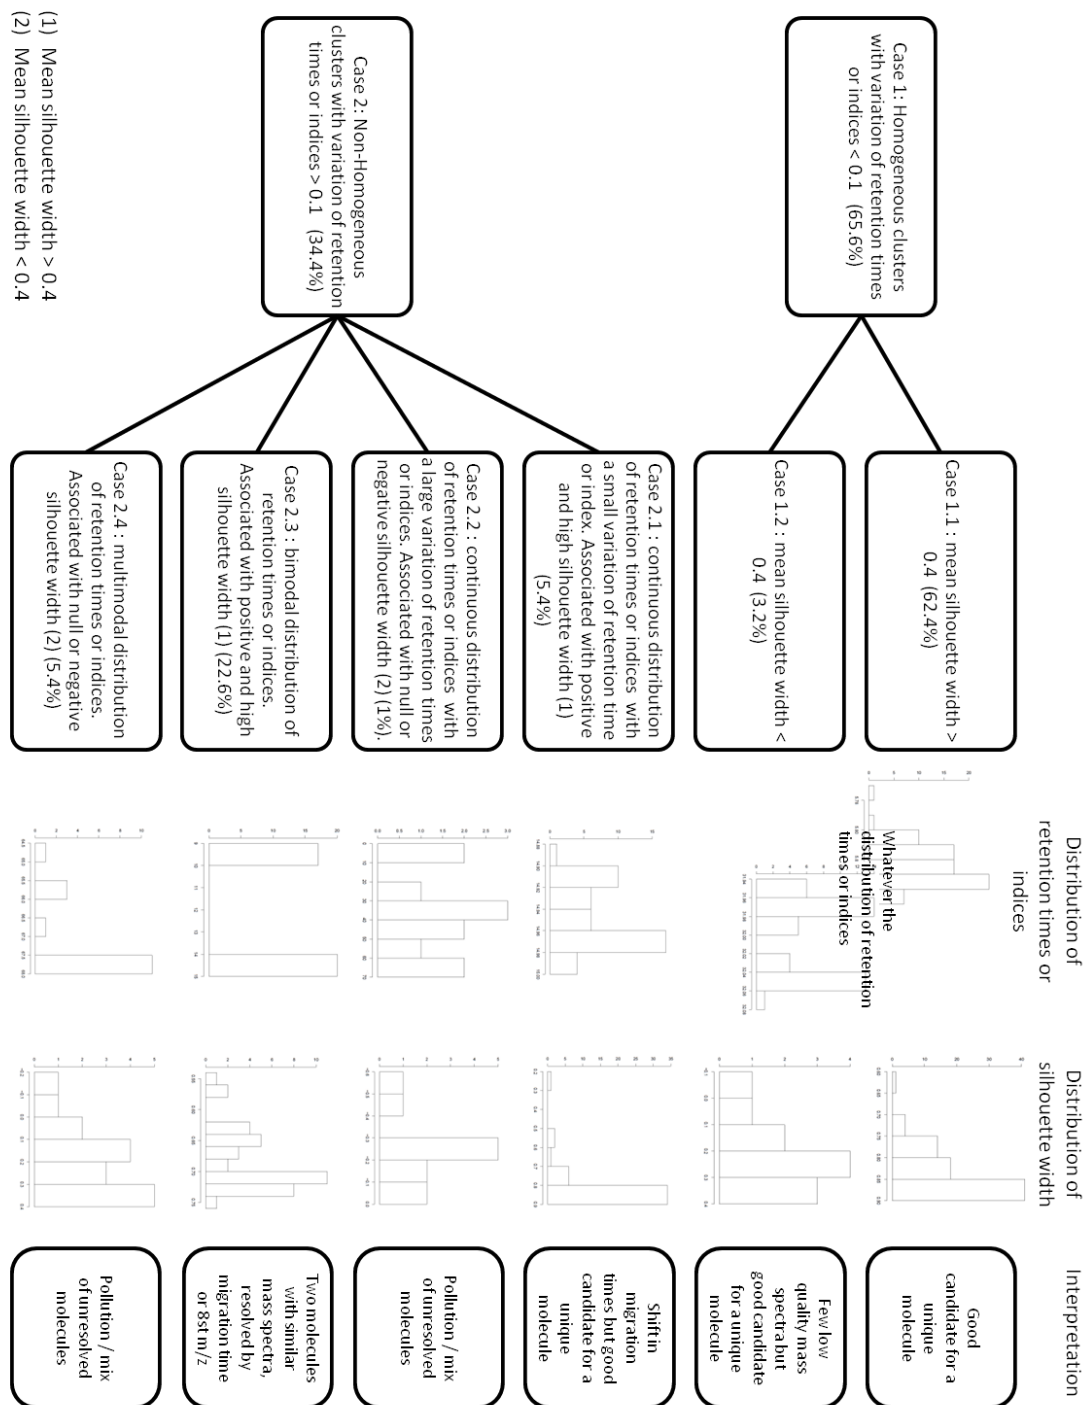 Distribution of
retention times or
indices
Distribution of
silhouette width
Interpretation
Case 1: Homogeneous clusters
with variation of retention times
or indices < 0.1 (65.6%)
Case 1.1 : mean silhouette width >
0.4 (62.4%)
Good
candidate for a
unique
molecule
Whatever the
distribution of retention
times or indices
Case 1.2 : mean silhouette width <
0.4 (3.2%)
Few low
quality mass
spectra but
good candidate
for a unique
molecule
Case 2 : Non-Homogeneous
clusters with variation of retention
times or indices > 0.1 (34.4%)
Case 2.1 : continuous distribution
of retention times or indices with
a small variation of retention time
or index. Associated with positive
and high silhouette width (1)
(5.4%)
Shift in
migration
times but good
candidate for a
unique
molecule
Case 2.2 : continuous distribution
of retention times or indices with
a large variation of retention times
or indices. Associated with null or
negative silhouette width (2) (1%).
Pollution / mix
of unresolved
molecules
Case 2.3 : bimodal distribution of
retention times or indices.
Associated with positive and high
silhouette width (1) (22.6%)
Two molecules
with similar
mass spectra,
resolved by
migration time
or 8st m/z
Case 2.4 : multimodal distribution
of retention times or indices.
Associated with null or negative
silhouette width (2) (5.4%)
Pollution / mix
of unresolved
molecules
(1) Mean silhouette width > 0.4
(2) Mean silhouette width < 0.4